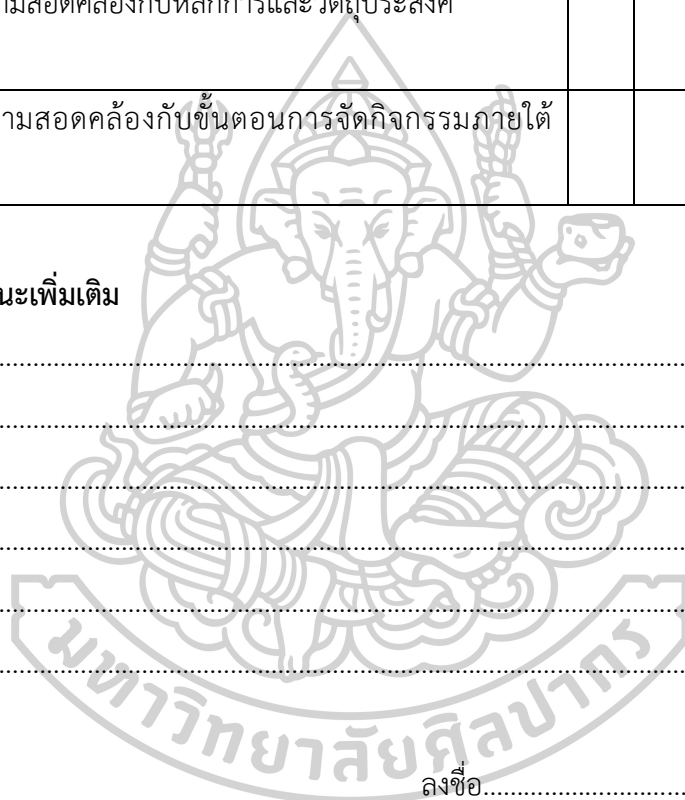 ามสอดคล้องกับหลักการและวัตถุประสงค์
ามสอดคล้องกับขั้นตอนการจัดกิจกรรมภายใต้
นะเพิ่มเติม
................................................................................
................................................................................
................................................................................
................................................................................
................................................................................
................................................................................
มหาวิทยาลัยศิลปากร
ลงชื่อ..........................